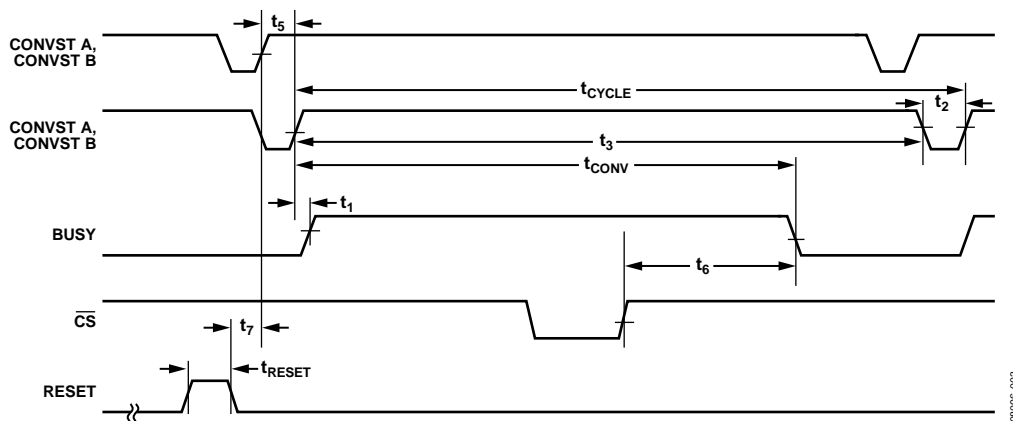 t5
CONVST A,
CONVST B
tCYCLE
t2
CONVST A,
CONVST B
t3
tCONV
t1
BUSY
t6
CS
t7
tRESET
RESET